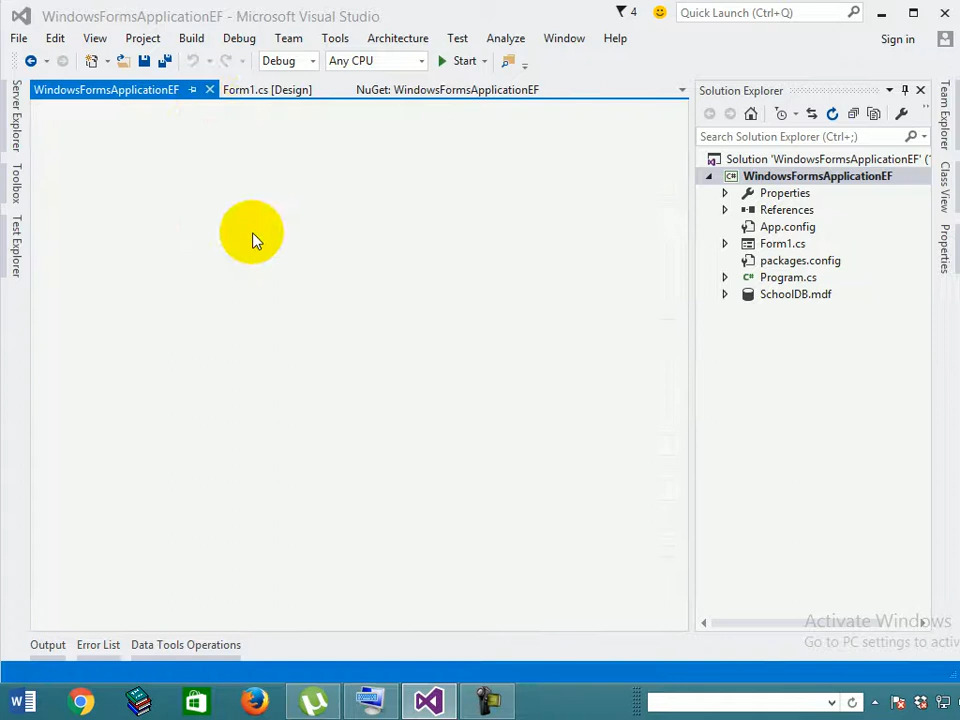 WindowsFormsApplicationEF - Microsoft Visual Studio
4
Quick Launch (Ctrl+Q)
File Edit View Project Build Debug Team Tools Architecture Test Analyze Window Help
Sign in
Debug
Any CPU
Start
WindowsFormsApplicationEF
Form1.cs [Design]
NuGet: WindowsFormsApplicationEF
Server Explorer
Toolbox
Test Explorer
Solution Explorer
Search Solution Explorer (Ctrl+;)
Solution 'WindowsFormsApplicationEF' (1
C# WindowsFormsApplicationEF
Properties
References
App.config
Form1.cs
packages.config
C# Program.cs
SchoolDB.mdf
Team Explorer
Class View
Properties
Activate Windows
Go to PC settings to activ
Output Error List Data Tools Operations